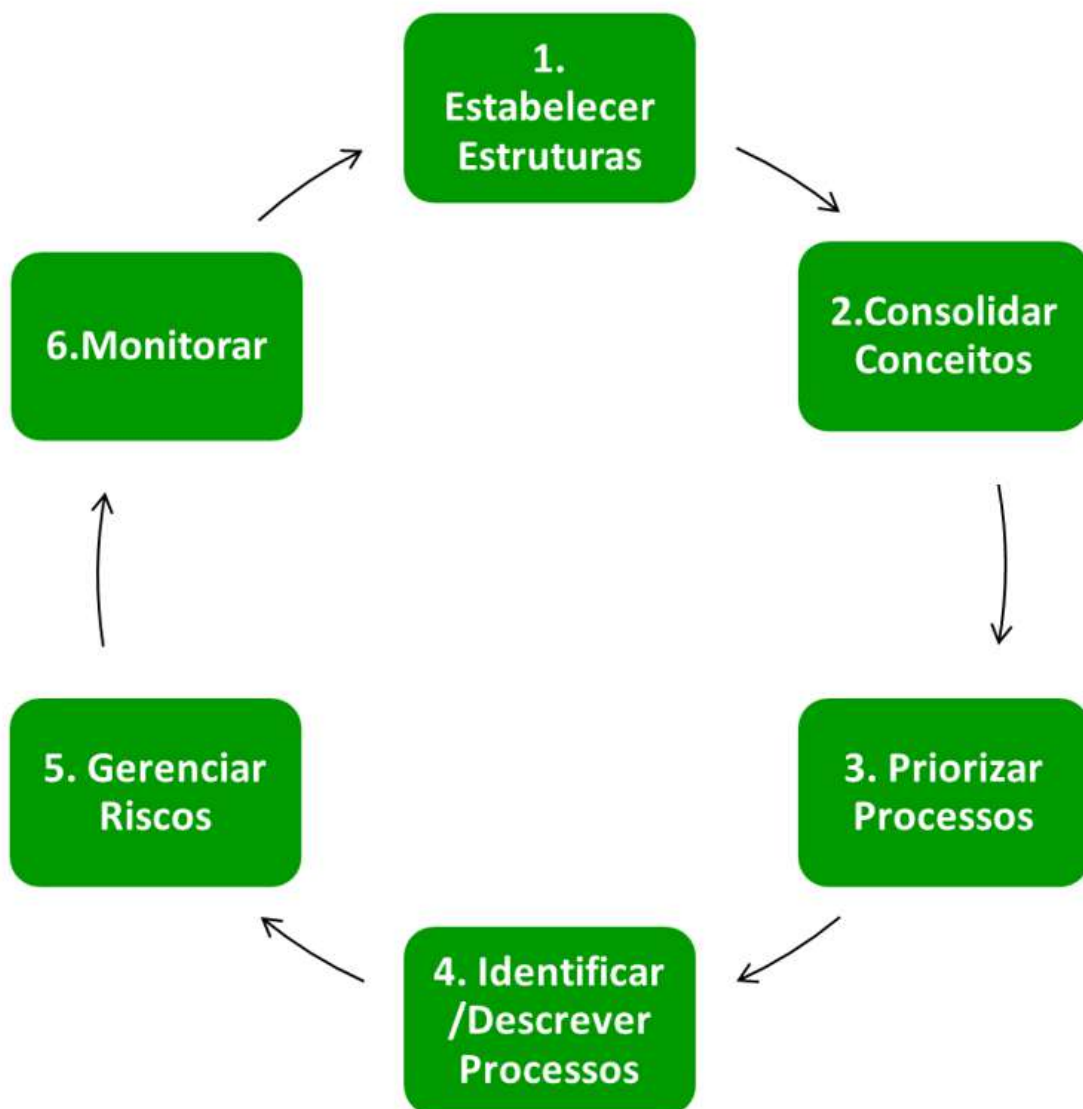 1.
Estabelecer
Estruturas
2.Consolidar
Conceitos
3. Priorizar
Processos
4. Identificar
/Descrever
Processos
5. Gerenciar
Riscos
6.Monitorar